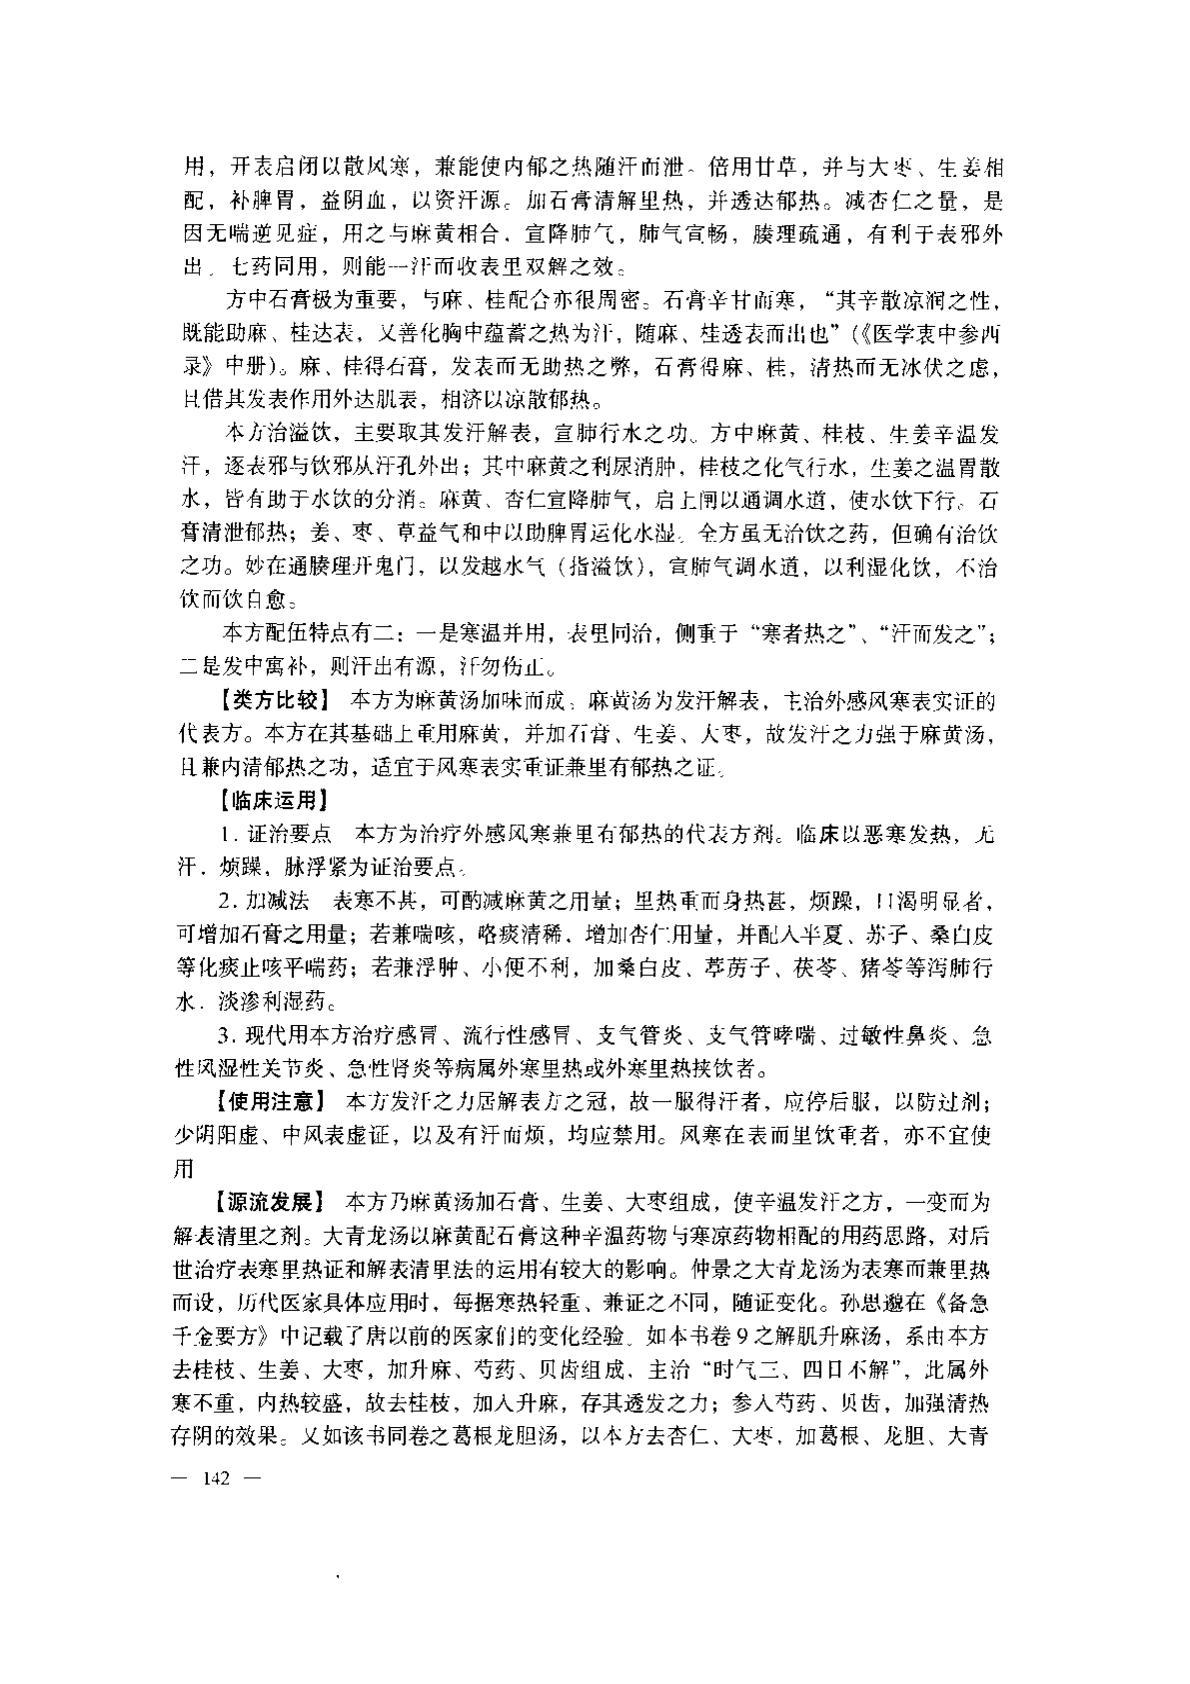 用，开表启闭以散风寒，兼能使内郁之热随汗而泄。倍用甘草，并与大枣、生姜相
配，补脾胃，益阴血，以资汗源。加石膏清解里热，并透达郁热。减杏仁之量，是
因无喘逆见症，用之与麻黄相合，宣降肺气，肺气宣畅，腠理疏通，有利于表邪外
出。七药同用，则能一汗而收表里双解之效。
方中石膏极为重要，与麻、桂配合亦很周密。石膏辛甘而寒，“其辛散凉润之性，
既能助麻、桂达表，又善化胸中蕴蓄之热为汗，随麻、桂透表而出也”(《医学衷中参西
录》中册)。麻、桂得石膏，发表而无助热之弊，石膏得麻、桂，清热而无冰伏之虑，
且借其发表作用外达肌表，相济以凉散郁热。
本方治溢饮，主要取其发汗解表，宣肺行水之功。方中麻黄、桂枝、生姜辛温发
汗，逐表邪与饮邪从汗孔外出；其中麻黄之利尿消肿，桂枝之化气行水，生姜之温胃散
水，皆有助于水饮的分消。麻黄、杏仁宣降肺气，启上闸以通调水道，使水饮下行。石
膏清泄郁热；姜、枣、草益气和中以助脾胃运化水湿。全方虽无治饮之药，但确有治饮
之功。妙在通腠理开鬼门，以发越水气（指溢饮），宣肺气调水道，以利湿化饮，不治
饮而饮自愈。
本方配伍特点有二：一是寒温并用，表里同治，侧重于“寒者热之”、“汗而发之”；
二是发中寓补，则汗出有源，汗勿伤正。
【类方比较】 本方为麻黄汤加味而成。麻黄汤为发汗解表，主治外感风寒表实证的
代表方。本方在其基础上重用麻黄，并加石膏、生姜、大枣，故发汗之力强于麻黄汤，
且兼内清郁热之功，适宜于风寒表实重证兼里有郁热之证。
【临床运用】
1. 证治要点 本方为治疗外感风寒兼里有郁热的代表方剂。临床以恶寒发热，无
汗，烦躁，脉浮紧为证治要点。
2. 加减法 表寒不甚，可酌减麻黄之用量；里热重而身热甚，烦躁，口渴明显者，
可增加石膏之用量；若兼喘咳，咯痰清稀，增加杏仁用量，并配入半夏、苏子、桑白皮
等化痰止咳平喘药；若兼浮肿、小便不利，加桑白皮、葶苈子、茯苓、猪苓等泻肺行
水，淡渗利湿药。
3. 现代用本方治疗感冒、流行性感冒、支气管炎、支气管哮喘、过敏性鼻炎、急
性风湿性关节炎、急性肾炎等病属外寒里热或外寒里热挟饮者。
【使用注意】 本方发汗之力居解表方之冠，故一服得汗者，应停后服，以防过剂；
少阴阳虚、中风表虚证，以及有汗而烦，均应禁用。风寒在表而里饮重者，亦不宜使
用
【源流发展】 本方乃麻黄汤加石膏、生姜、大枣组成，使辛温发汗之方，一变而为
解表清里之剂。大青龙汤以麻黄配石膏这种辛温药物与寒凉药物相配的用药思路，对后
世治疗表寒里热证和解表清里法的运用有较大的影响。仲景之大青龙汤为表寒而兼里热
而设，历代医家具体应用时，每据寒热轻重、兼证之不同，随证变化。孙思邈在《备急
千金要方》中记载了唐以前的医家们的变化经验。如本书卷9之解肌升麻汤，系由本方
去桂枝、生姜、大枣，加升麻、芍药、贝齿组成，主治“时气三、四日不解”，此属外
寒不重，内热较盛，故去桂枝，加入升麻，存其透发之力；参入芍药、贝齿，加强清热
存阴的效果。又如该书同卷之葛根龙胆汤，以本方去杏仁、大枣，加葛根、龙胆、大青
— 142 —